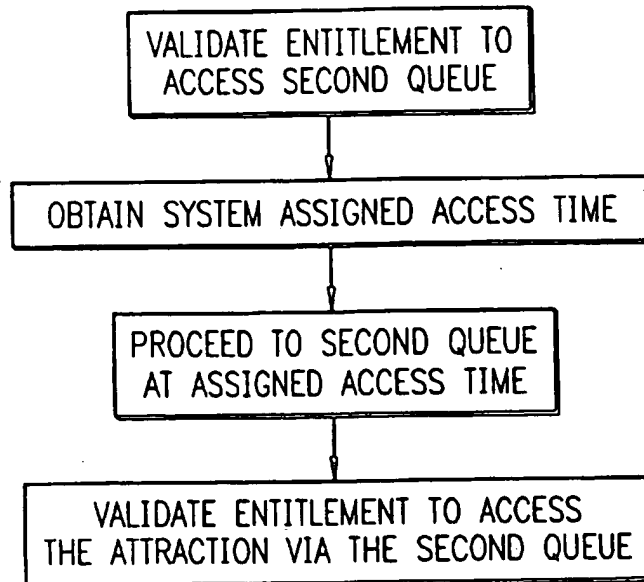 VALIDATE ENTITLEMENT TO
ACCESS SECOND QUEUE
OBTAIN SYSTEM ASSIGNED ACCESS TIME
PROCEED TO SECOND QUEUE
AT ASSIGNED ACCESS TIME
VALIDATE ENTITLEMENT TO ACCESS
THE ATTRACTION VIA THE SECOND QUEUE